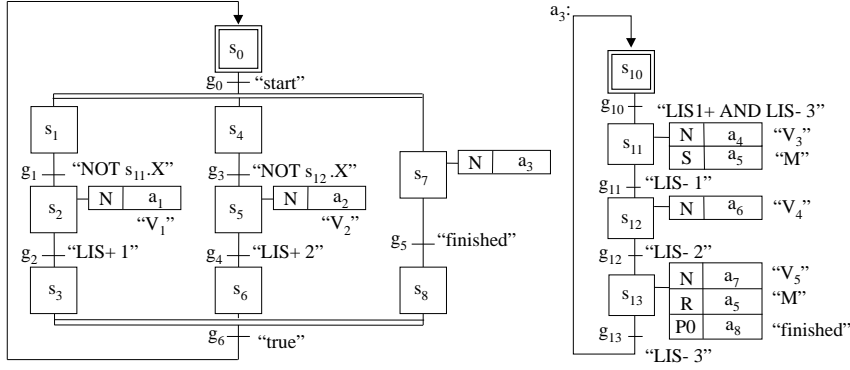 a3:
s0
g0 "start"
s1
s4
s7
N a3
g1 "NOT s11.X"
g3 "NOT s12.X"
s2
N a1
"V1"
s5
N a2
"V2"
g5 "finished"
g2 "LIS+ 1"
g4 "LIS+ 2"
s3
s6
s8
g6 "true"
s10
g10 "LIS1+ AND LIS- 3"
s11
N a4 "V3"
S a5 "M"
g11 "LIS- 1"
s12
N a6 "V4"
g12 "LIS- 2"
s13
N a7 "V5"
R a5 "M"
P0 a8 "finished"
g13 "LIS- 3"